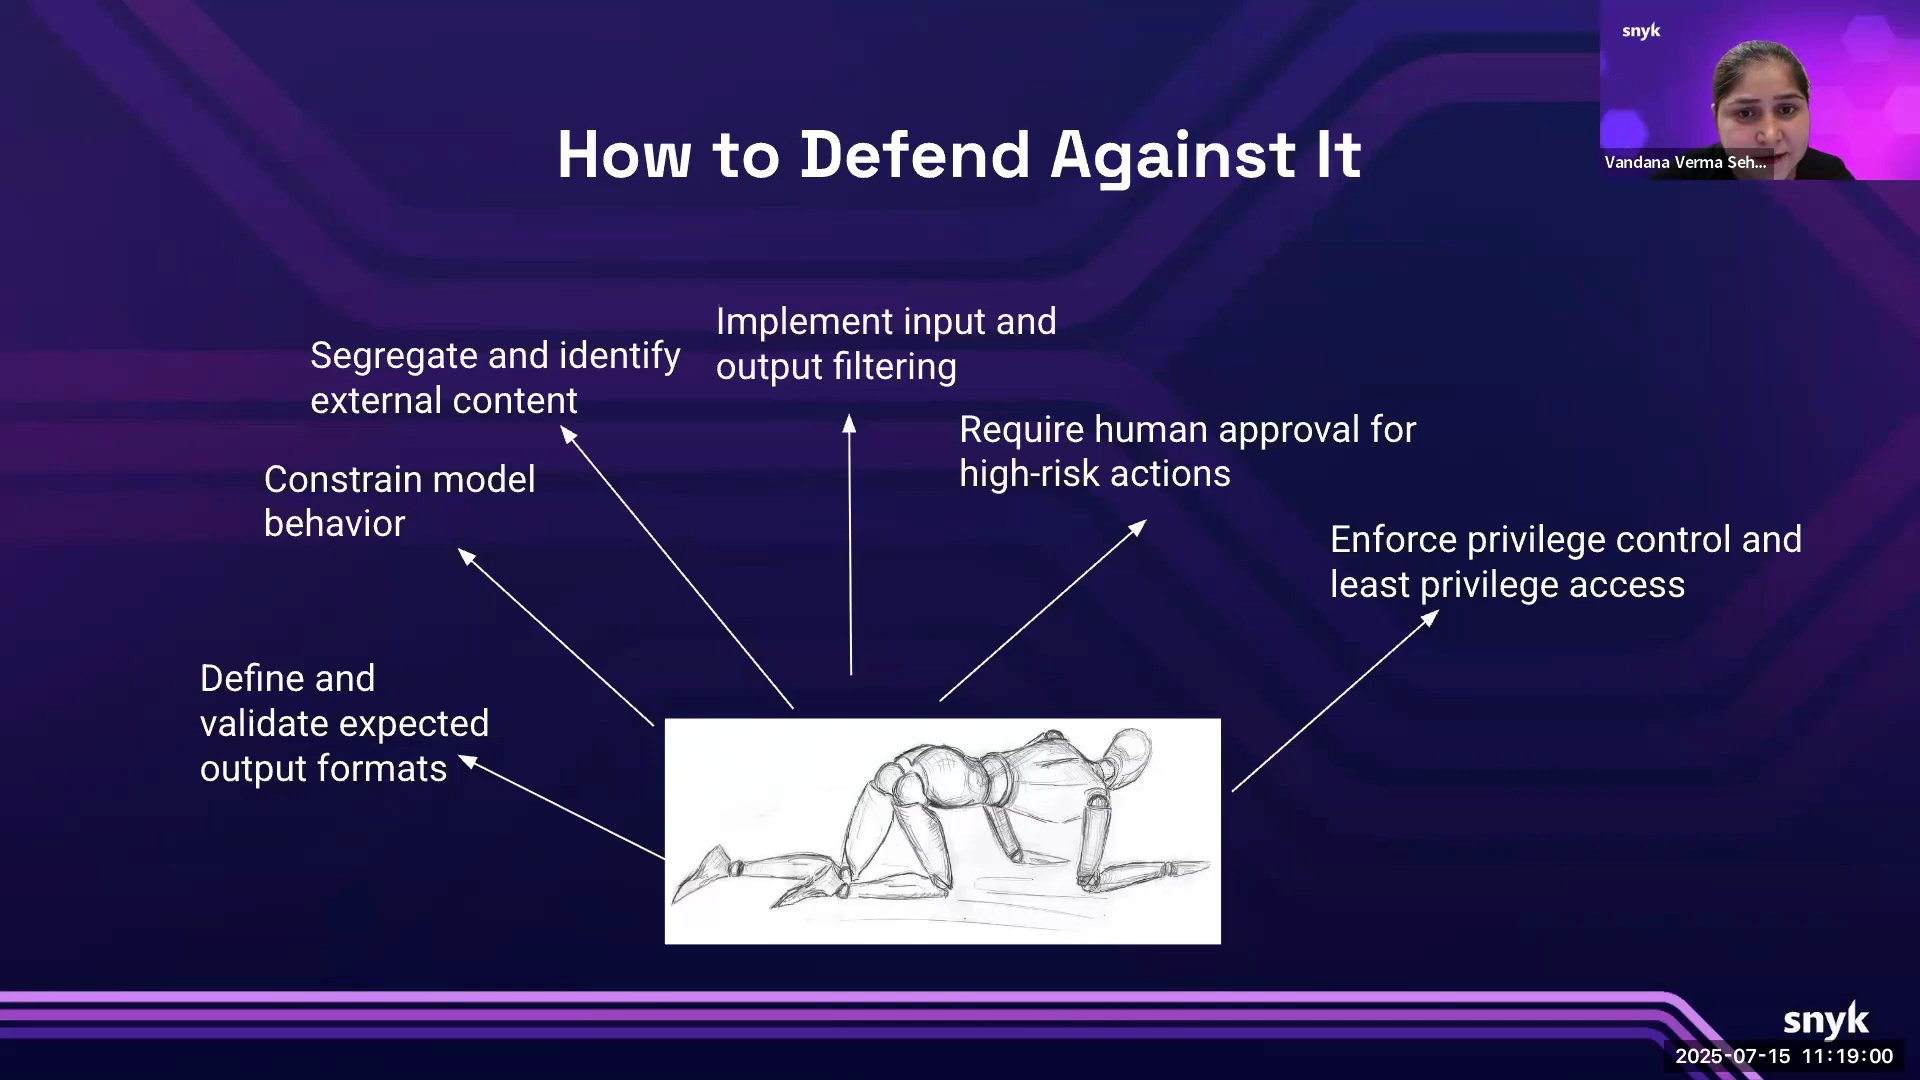 snyk
Vandana Verma Seh...
How to Defend Against It
Implement input and
output filtering
Segregate and identify
external content
Require human approval for
high-risk actions
Constrain model
behavior
Enforce privilege control and
least privilege access
Define and
validate expected
output formats
snyk
2025-07-15 11:19:00